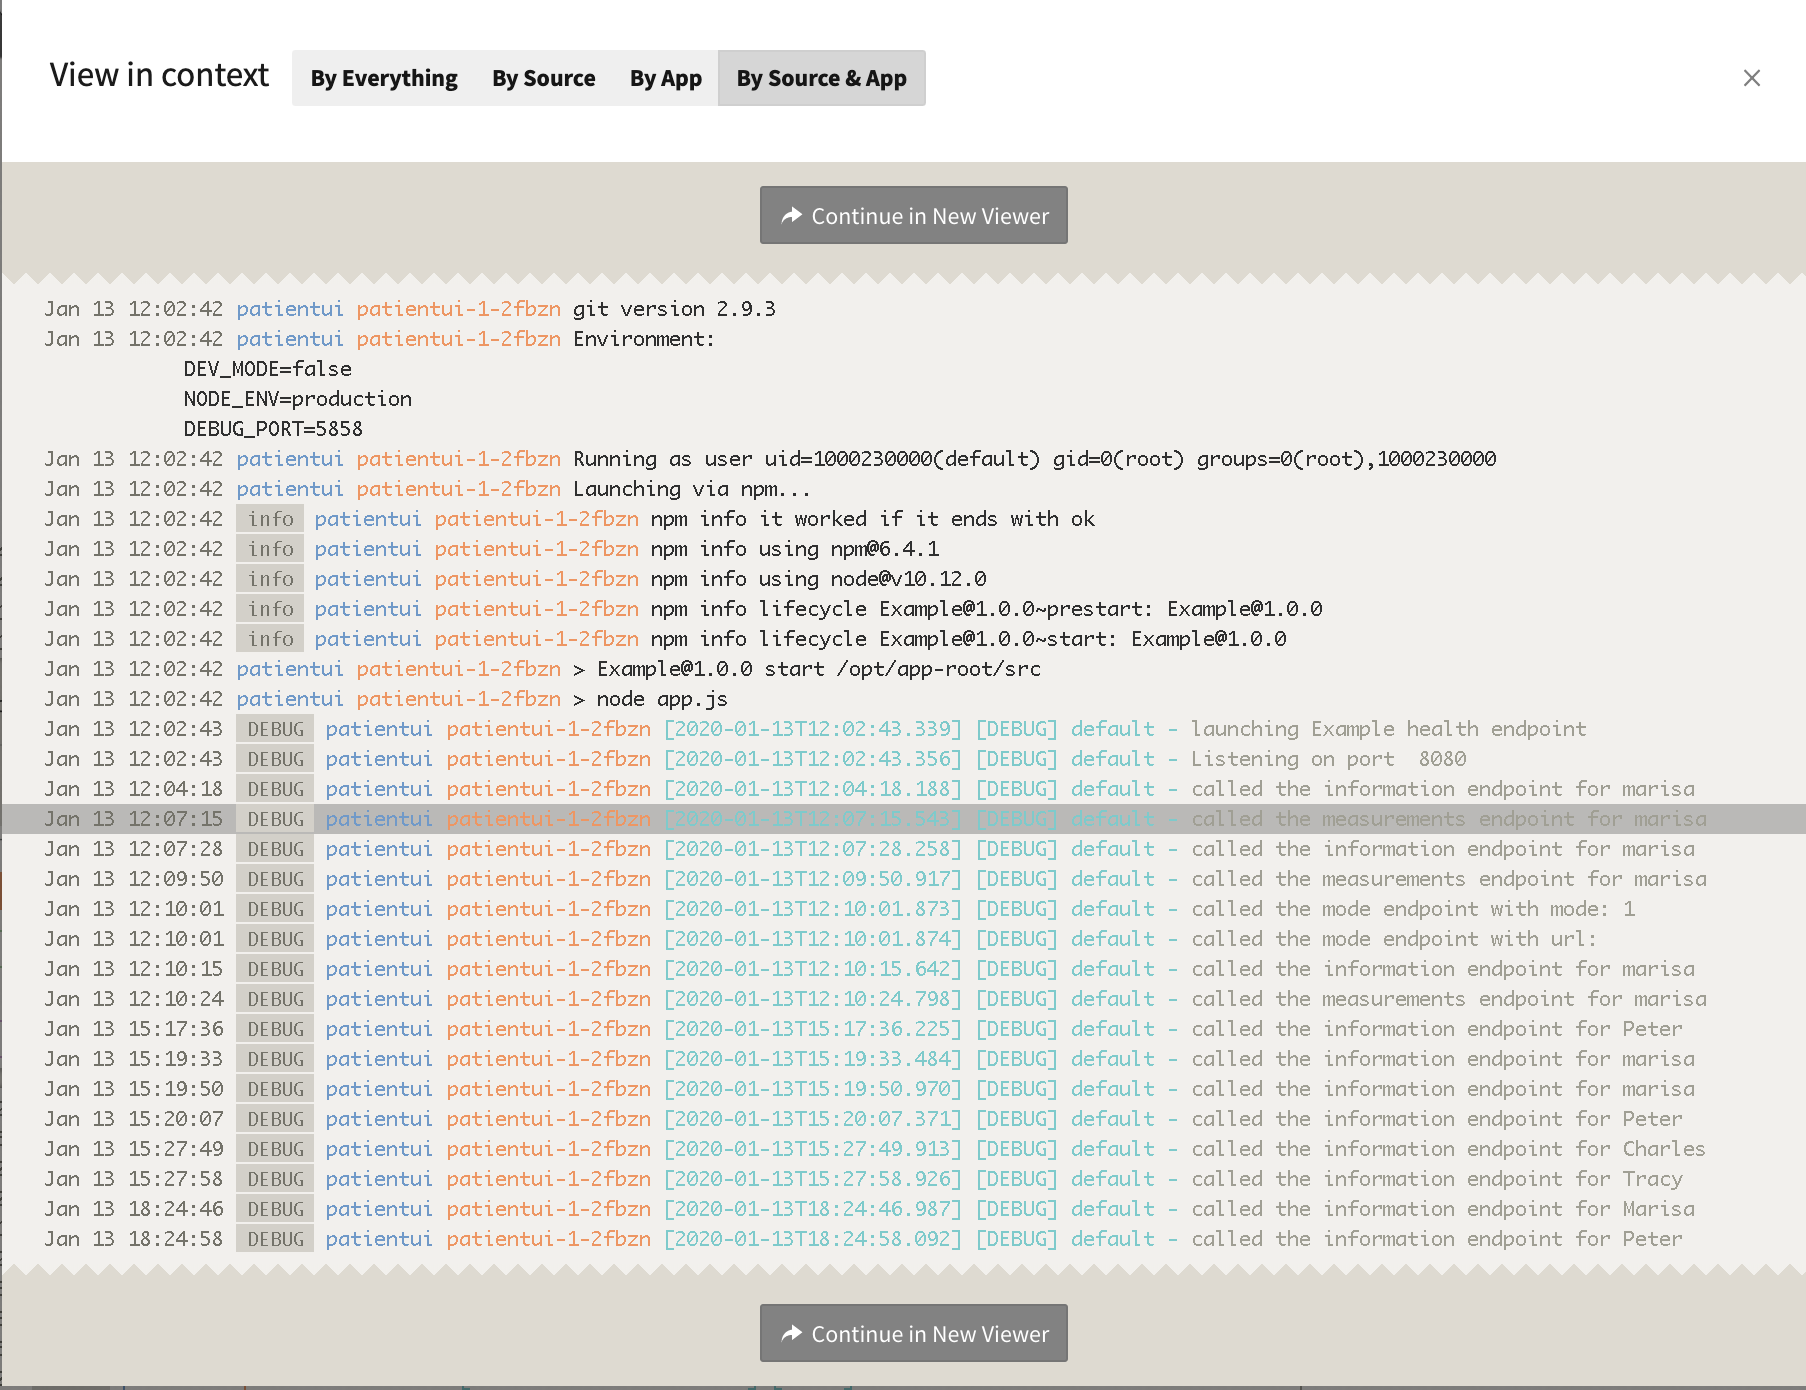 View in context By Everything By Source By App By Source & App
Continue in New Viewer
Jan 13 12:02:42 patientui patientui-1-2fbzn git version 2.9.3
Jan 13 12:02:42 patientui patientui-1-2fbzn Environment:
DEV_MODE=false
NODE_ENV=production
DEBUG_PORT=5858
Jan 13 12:02:42 patientui patientui-1-2fbzn Running as user uid=1000230000(default) gid=0(root) groups=0(root),1000230000
Jan 13 12:02:42 patientui patientui-1-2fbzn Launching via npm...
Jan 13 12:02:42 info patientui patientui-1-2fbzn npm info it worked if it ends with ok
Jan 13 12:02:42 info patientui patientui-1-2fbzn npm info using npm@6.4.1
Jan 13 12:02:42 info patientui patientui-1-2fbzn npm info using node@v10.12.0
Jan 13 12:02:42 info patientui patientui-1-2fbzn npm info lifecycle Example@1.0.0~prestart: Example@1.0.0
Jan 13 12:02:42 info patientui patientui-1-2fbzn npm info lifecycle Example@1.0.0~start: Example@1.0.0
Jan 13 12:02:42 patientui patientui-1-2fbzn > Example@1.0.0 start /opt/app-root/src
Jan 13 12:02:42 patientui patientui-1-2fbzn > node app.js
Jan 13 12:02:43 DEBUG patientui patientui-1-2fbzn [2020-01-13T12:02:43.339] [DEBUG] default - launching Example health endpoint
Jan 13 12:02:43 DEBUG patientui patientui-1-2fbzn [2020-01-13T12:02:43.356] [DEBUG] default - Listening on port  8080
Jan 13 12:04:18 DEBUG patientui patientui-1-2fbzn [2020-01-13T12:04:18.188] [DEBUG] default - called the information endpoint for marisa
Jan 13 12:07:15 DEBUG patientui patientui-1-2fbzn [2020-01-13T12:07:15.543] [DEBUG] default - called the measurements endpoint for marisa
Jan 13 12:07:28 DEBUG patientui patientui-1-2fbzn [2020-01-13T12:07:28.258] [DEBUG] default - called the information endpoint for marisa
Jan 13 12:09:50 DEBUG patientui patientui-1-2fbzn [2020-01-13T12:09:50.917] [DEBUG] default - called the measurements endpoint for marisa
Jan 13 12:10:01 DEBUG patientui patientui-1-2fbzn [2020-01-13T12:10:01.873] [DEBUG] default - called the mode endpoint with mode: 1
Jan 13 12:10:01 DEBUG patientui patientui-1-2fbzn [2020-01-13T12:10:01.874] [DEBUG] default - called the mode endpoint with url:
Jan 13 12:10:15 DEBUG patientui patientui-1-2fbzn [2020-01-13T12:10:15.642] [DEBUG] default - called the information endpoint for marisa
Jan 13 12:10:24 DEBUG patientui patientui-1-2fbzn [2020-01-13T12:10:24.798] [DEBUG] default - called the measurements endpoint for marisa
Jan 13 15:17:36 DEBUG patientui patientui-1-2fbzn [2020-01-13T15:17:36.225] [DEBUG] default - called the information endpoint for Peter
Jan 13 15:19:33 DEBUG patientui patientui-1-2fbzn [2020-01-13T15:19:33.484] [DEBUG] default - called the information endpoint for marisa
Jan 13 15:19:50 DEBUG patientui patientui-1-2fbzn [2020-01-13T15:19:50.970] [DEBUG] default - called the information endpoint for marisa
Jan 13 15:20:07 DEBUG patientui patientui-1-2fbzn [2020-01-13T15:20:07.371] [DEBUG] default - called the information endpoint for Peter
Jan 13 15:27:49 DEBUG patientui patientui-1-2fbzn [2020-01-13T15:27:49.913] [DEBUG] default - called the information endpoint for Charles
Jan 13 15:27:58 DEBUG patientui patientui-1-2fbzn [2020-01-13T15:27:58.926] [DEBUG] default - called the information endpoint for Tracy
Jan 13 18:24:46 DEBUG patientui patientui-1-2fbzn [2020-01-13T18:24:46.987] [DEBUG] default - called the information endpoint for Marisa
Jan 13 18:24:58 DEBUG patientui patientui-1-2fbzn [2020-01-13T18:24:58.092] [DEBUG] default - called the information endpoint for Peter
Continue in New Viewer